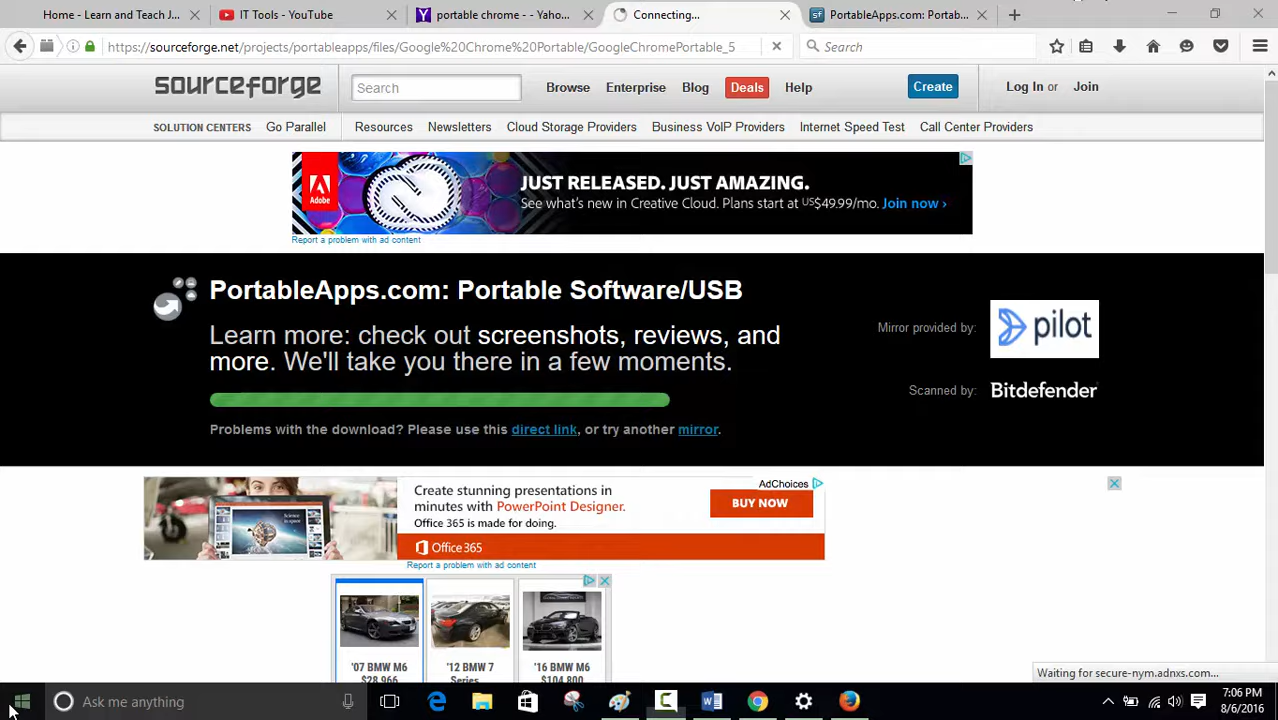 Home - Learn and Teach J...
IT Tools - YouTube
portable chrome - - Yaho...
Connecting...
sf
PortableApps.com: Portab...
https://sourceforge.net/projects/portableapps/files/Google%20Chrome%20Portable/GoogleChromePortable_5
Search
sourceforge
Search
Browse
Enterprise
Blog
Deals
Help
Create
Log In or Join
SOLUTION CENTERS
Go Parallel
Resources
Newsletters
Cloud Storage Providers
Business VoIP Providers
Internet Speed Test
Call Center Providers
Adobe
JUST RELEASED. JUST AMAZING.
See what's new in Creative Cloud. Plans start at US$49.99/mo. Join now ›
Report a problem with ad content
PortableApps.com: Portable Software/USB
Learn more: check out screenshots, reviews, and
more. We'll take you there in a few moments.
Mirror provided by:
pilot
Scanned by:
Bitdefender
Problems with the download? Please use this direct link, or try another mirror.
AdChoices
Create stunning presentations in
minutes with PowerPoint Designer.
Office 365 is made for doing.
BUY NOW
Office 365
Report a problem with ad content
'07 BMW M6
$28,966
'12 BMW 7
Series
'16 BMW M6
$104,800
Waiting for secure-nym.adnxs.com...
Ask me anything
7:06 PM
8/6/2016